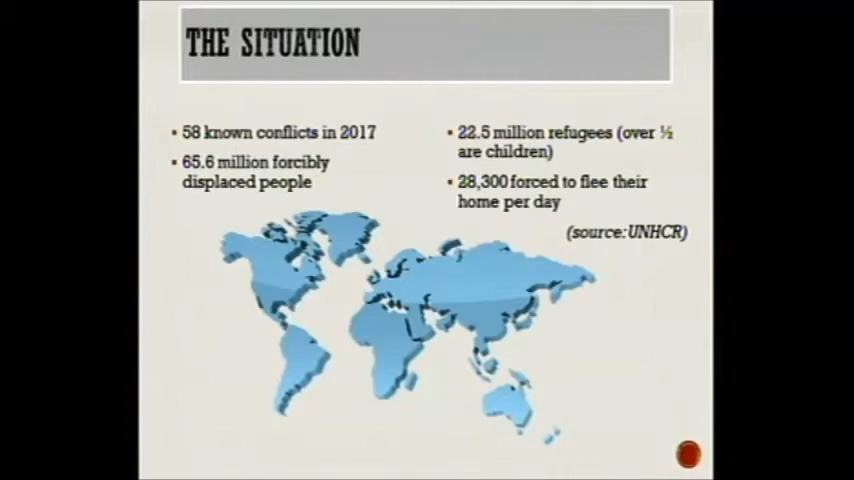 THE SITUATION
▪ 58 known conflicts in 2017
▪ 65.6 million forcibly
displaced people
▪ 22.5 million refugees (over ½
are children)
▪ 28,300 forced to flee their
home per day
(source:UNHCR)